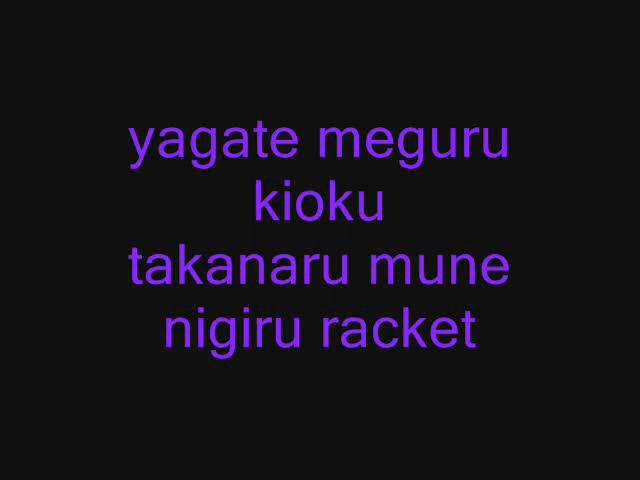 yagate meguru
kioku
takanaru mune
nigiru racket